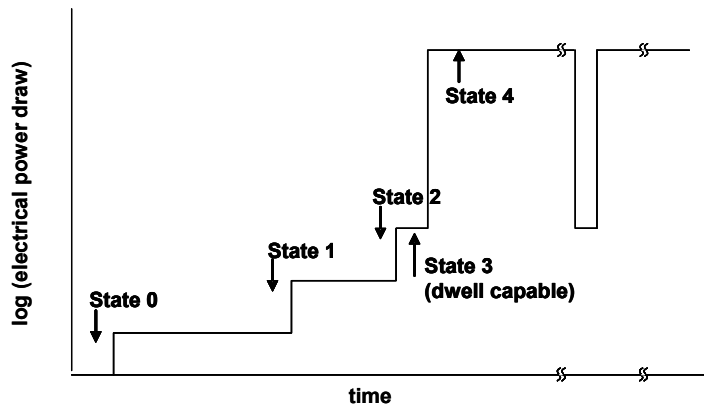 log (electrical power draw)
State 4
State 2
State 1
State 3
(dwell capable)
State 0
time